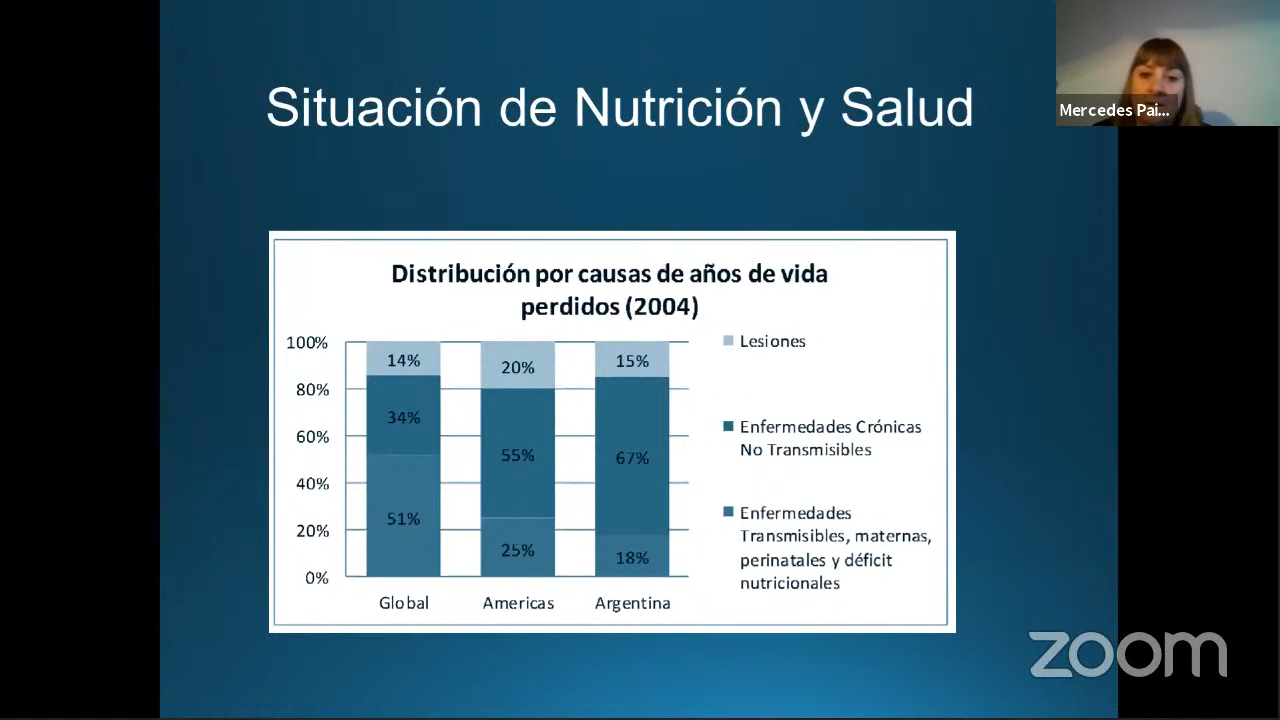 Situación de Nutrición y Salud
Mercedes Pai...
Distribución por causas de años de vida
perdidos (2004)
100%
80%
60%
40%
20%
0%
14%
34%
51%
20%
55%
25%
15%
67%
18%
Global
Americas
Argentina
Lesiones
Enfermedades Crónicas
No Transmisibles
Enfermedades
Transmisibles, maternas,
perinatales y déficit
nutricionales
zoom